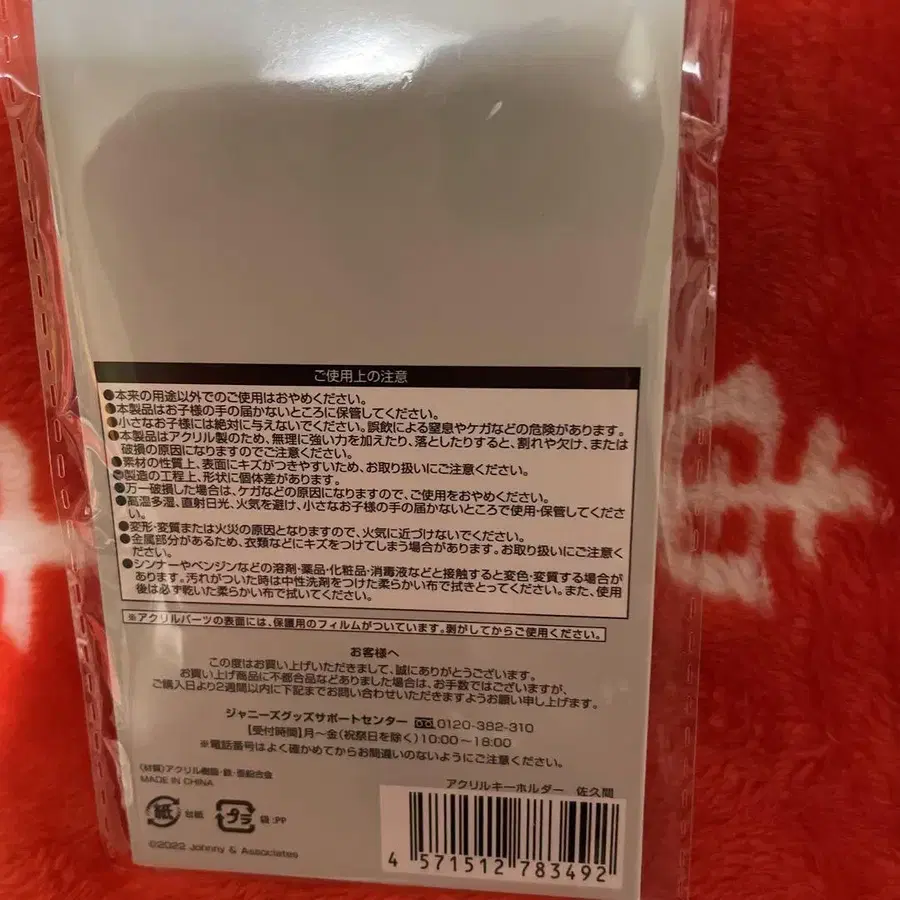 ご使用上の注意
●本来の用途以外でのご使用はおやめください。
●本製品はお子様の手の届かないところに保管してください。
●小さなお子様には絶対に与えないでください。誤飲による窒息やケガなどの危険があります。
●本製品はアクリル製のため、無理に強い力を加えたり、落としたりすると、割れや欠け、または
破損の原因になりますのでご注意ください。
●素材の性質上、表面にキズがつきやすいため、お取り扱いにご注意ください。
●製造の工程上、形状に個体差があります。
●万一破損した場合は、ケガなどの原因になりますので、ご使用をおやめください。
●高温多湿、直射日光、火気を避け、小さなお子様の手の届かないところで使用・保管してくださ
い。
●変形・変質または火災の原因となりますので、火気に近づけないでください。
●金属部分があるため、衣類などにキズをつけてしまう場合があります。お取り扱いにご注意く
ださい。
●シンナーやベンジンなどの溶剤・薬品・化粧品・消毒液などと接触すると変色・変質する場合が
あります。汚れがついた時は中性洗剤をつけた柔らかい布で拭きとってください。また、使用
後は必ず乾いた柔らかい布で拭いてください。
※アクリルパーツの表面には、保護用のフィルムがついています。剥がしてからご使用ください。
お客様へ
この度はお買い上げいただきまして、誠にありがとうございます。
お買い上げ商品に不都合品などありました場合は、お手数ではございますが、
ご購入日より2週間以内に下記までお問い合わせいただきますようお願い申し上げます。
ジャニーズグッズサポートセンター 0120-382-310
【受付時間】月〜金(祝祭日を除く)10:00〜18:00
※電話番号はよく確かめてからお間違いのないようにご注意ください。
(材質)アクリル樹脂・鉄・亜鉛合金
MADE IN CHINA
アクリルキーホルダー 佐久間
紙 台紙 プラ 袋:PP
©2022 Johnny & Associates
4 571512 783492